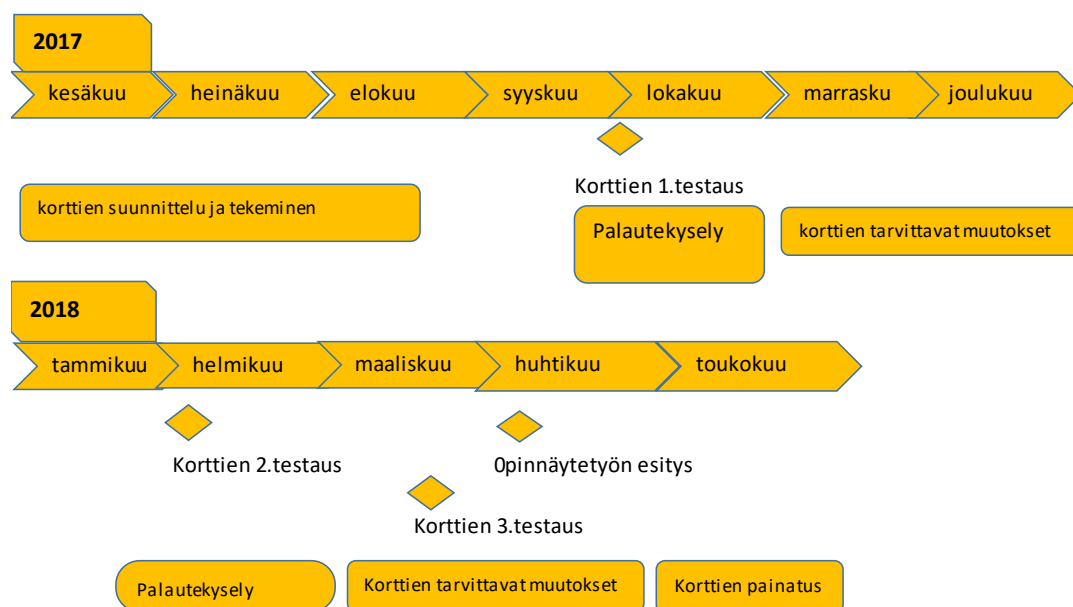 2017
kesäkuu heinäkuu elokuu syyskuu lokakuu marrasku joulukuu
Korttien 1.testaus
korttien suunnittelu ja tekeminen
Palautekysely
korttien tarvittavat muutokset
2018
tammikuu helmikuu maaliskuu huhtikuu toukokuu
Korttien 2.testaus
0pinnäytetyön esitys
Korttien 3.testaus
Palautekysely
Korttien tarvittavat muutokset
Korttien painatus